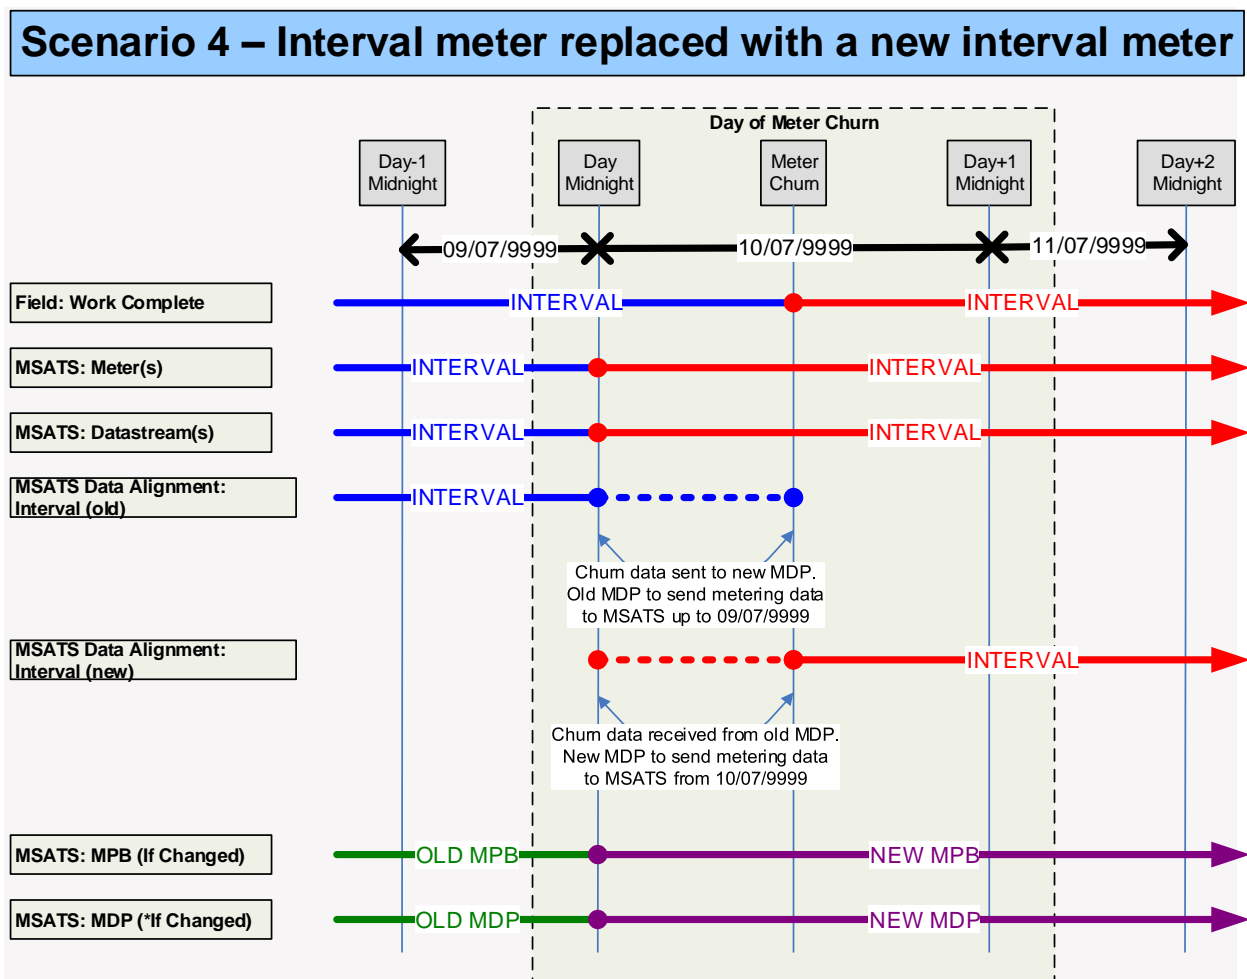 Scenario 4 – Interval meter replaced with a new interval meter
Day of Meter Churn
Day-1
Midnight
Day
Midnight
Meter
Churn
Day+1
Midnight
Day+2
Midnight
09/07/9999
10/07/9999
11/07/9999
Field: Work Complete
INTERVAL
INTERVAL
MSATS: Meter(s)
INTERVAL
INTERVAL
MSATS: Datastream(s)
INTERVAL
INTERVAL
MSATS Data Alignment:
Interval (old)
INTERVAL
Churn data sent to new MDP.
Old MDP to send metering data
to MSATS up to 09/07/9999
MSATS Data Alignment:
Interval (new)
INTERVAL
Churn data received from old MDP.
New MDP to send metering data
to MSATS from 10/07/9999
MSATS: MPB (If Changed)
OLD MPB
NEW MPB
MSATS: MDP (*If Changed)
OLD MDP
NEW MDP